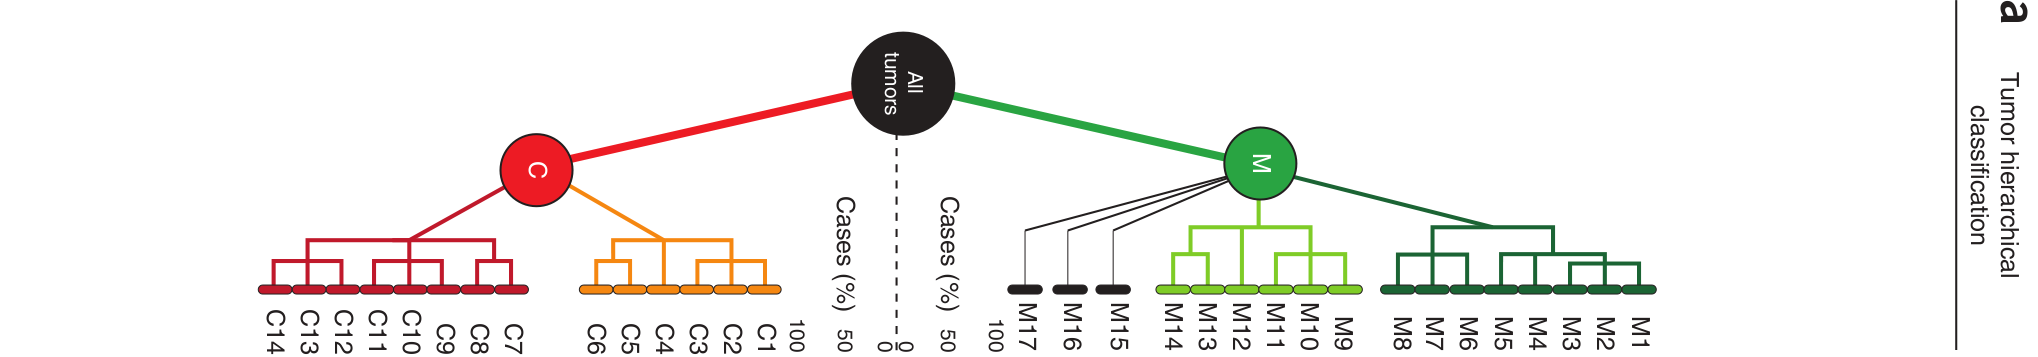 a
Tumor hierarchical
classification
All
tumors
M
C
M1
M2
M3
M4
M5
M6
M7
M8
M9
M10
M11
M12
M13
M14
M15
M16
M17
100
50
0
Cases (%)
0
50
100
Cases (%)
C1
C2
C3
C4
C5
C6
C7
C8
C9
C10
C11
C12
C13
C14